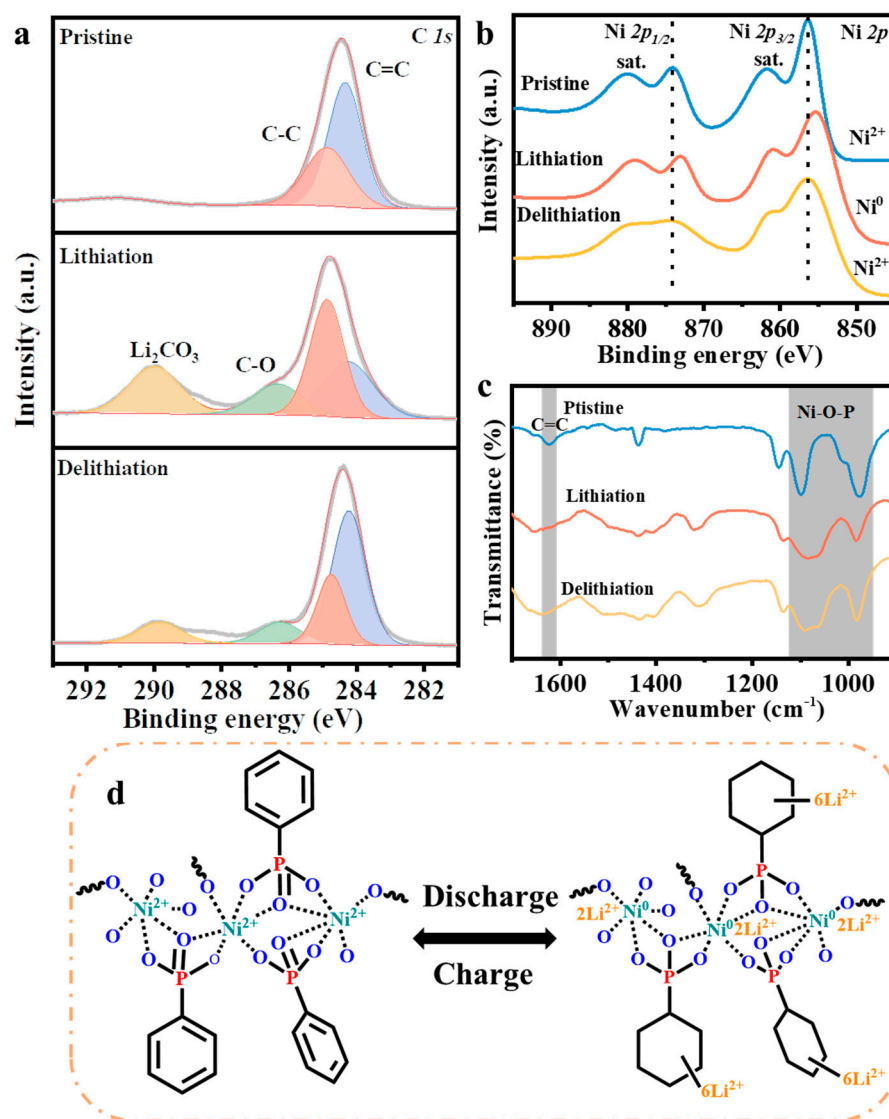 a
Pristine
C 1s
C=C
C-C
Lithiation
Li₂CO₃
C-O
Delithiation
Intensity (a.u.)
292 290 288 286 284 282
Binding energy (eV)
b
Ni 2p₁/₂
Ni 2p₃/₂
Ni 2p
sat.
sat.
Pristine
Ni²⁺
Lithiation
Ni⁰
Delithiation
Ni²⁺
Intensity (a.u.)
890 880 870 860 850
Binding energy (eV)
c
C=C
Ptistine
Ni-O-P
Lithiation
Delithiation
Transmittance (%)
1600 1400 1200 1000
Wavenumber (cm⁻¹)
d
P
O O O O O O
Ni²⁺ O Ni²⁺ Ni²⁺
O O O O
O P O O P O
Discharge
Charge
6Li²⁺
P
O O O O O O
2Li²⁺ Ni⁰ Ni⁰ 2Li²⁺ Ni⁰ 2Li²⁺
O O O O
O P O O P O
6Li²⁺
6Li²⁺